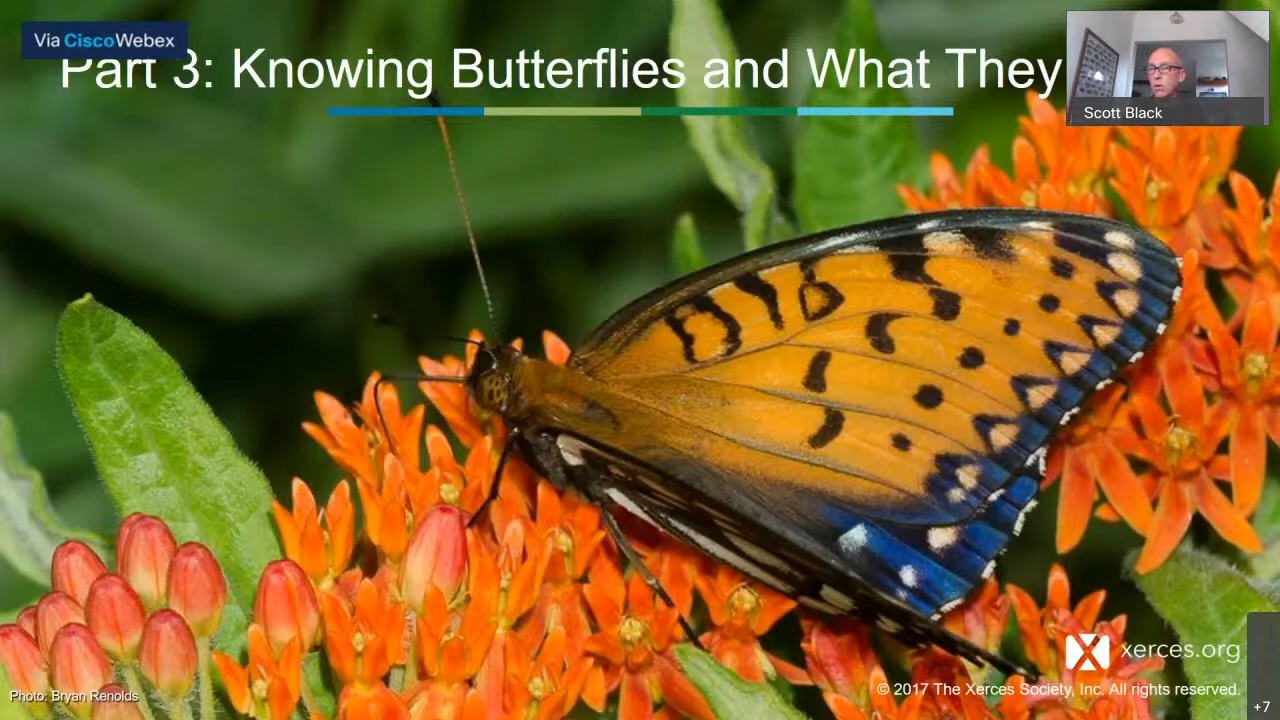 Via CiscoWebex
Part 3: Knowing Butterflies and What They
Scott Black
xerces.org
Photo: Bryan Renolds
© 2017 The Xerces Society, Inc. All rights reserved.
+7